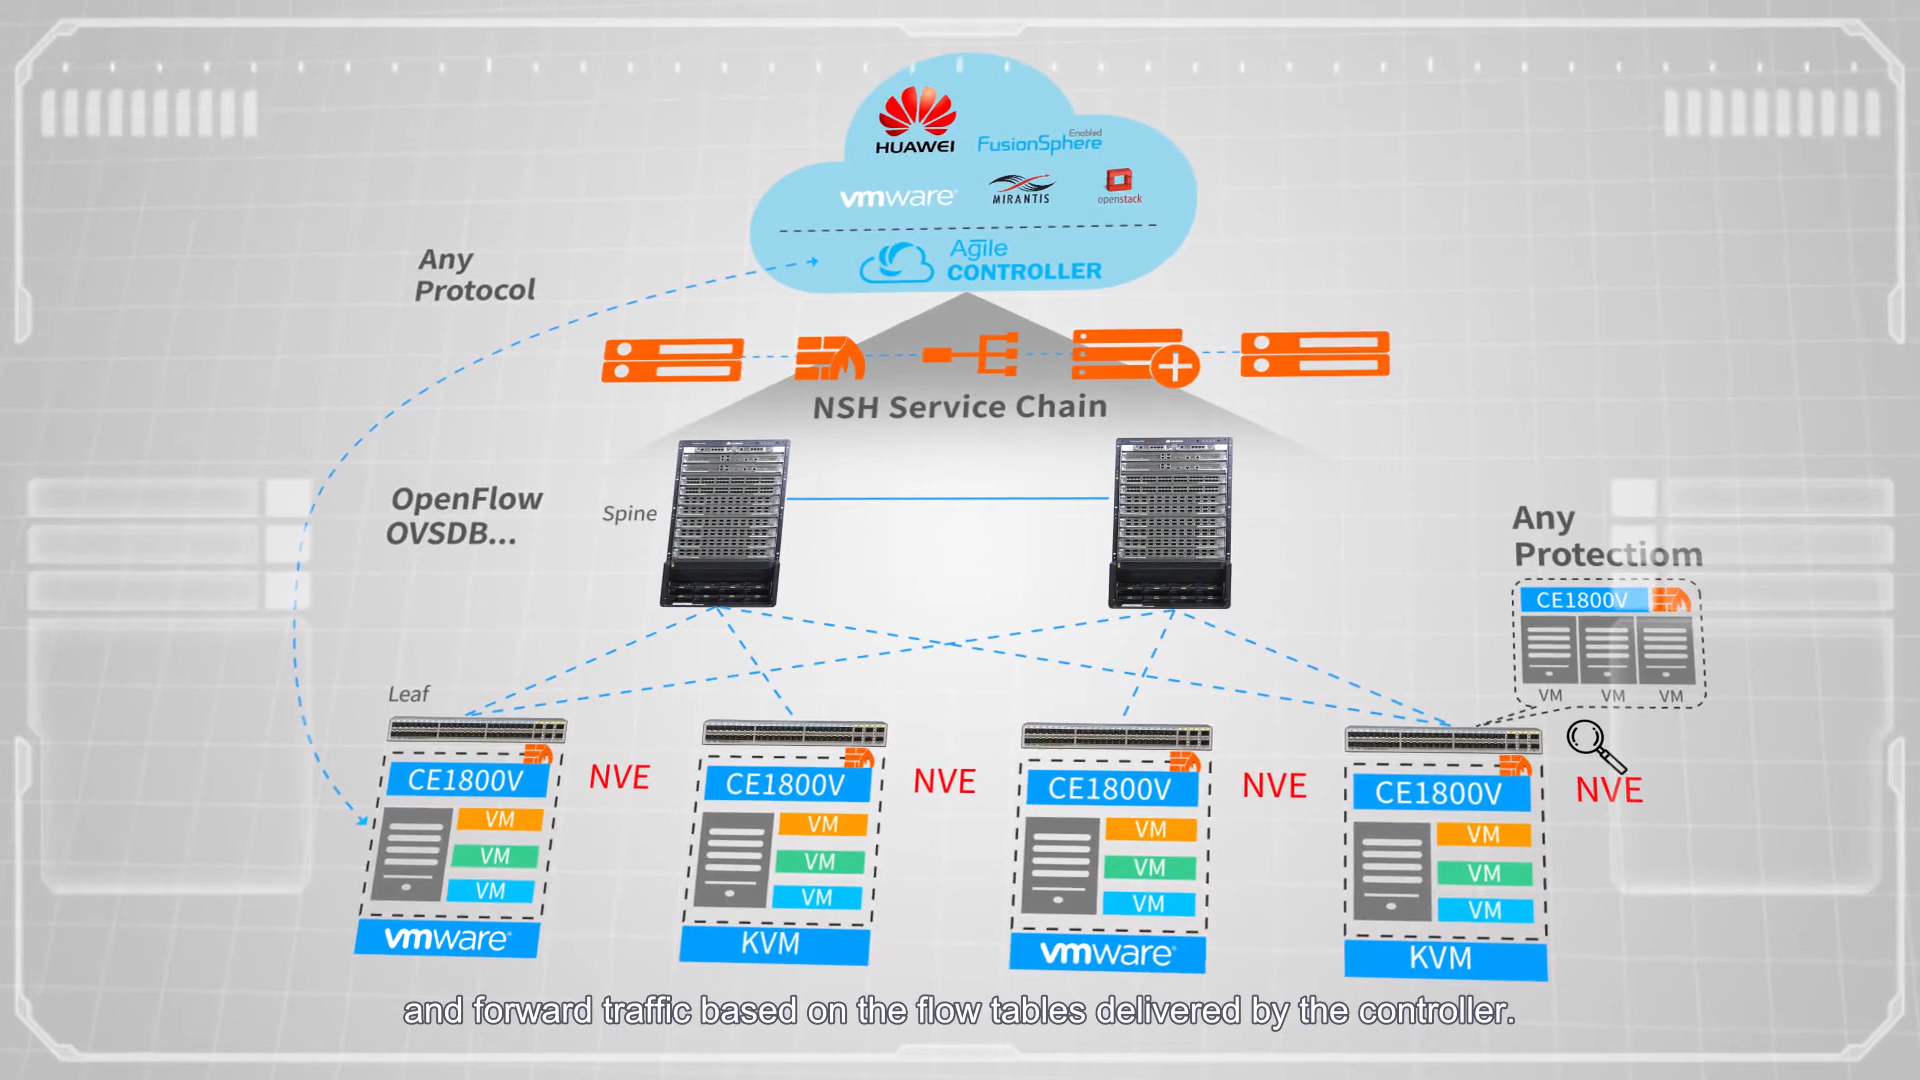 HUAWEI
Enabled
FusionSphere
vmware
MIRANTIS
openstack
Agile
CONTROLLER
Any
Protocol
NSH Service Chain
OpenFlow
OVSDB...
Spine
Any
Protectiom
CE1800V
VM VM VM
Leaf
CE1800V
VM
VM
VM
vmware
NVE
CE1800V
VM
VM
VM
KVM
NVE
CE1800V
VM
VM
VM
vmware
NVE
CE1800V
VM
VM
VM
KVM
NVE
and forward traffic based on the flow tables delivered by the controller.